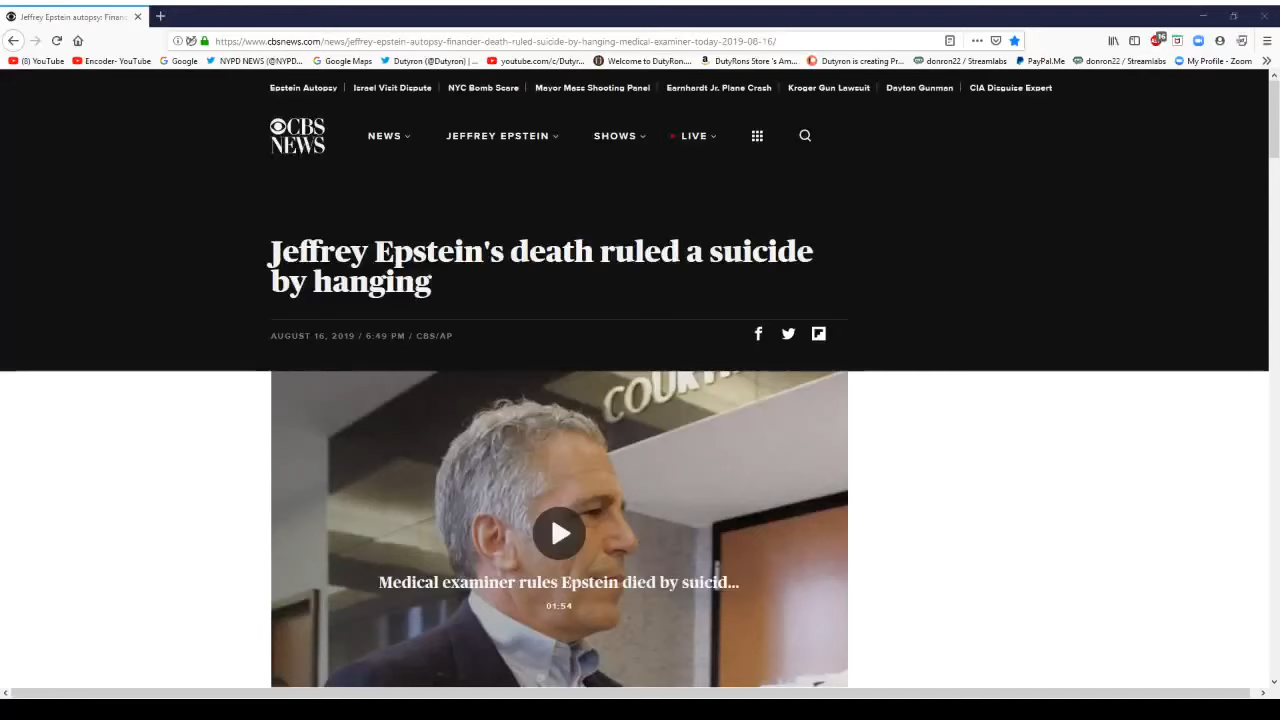 Jeffrey Epstein autopsy: Financ
https://www.cbsnews.com/news/jeffrey-epstein-autopsy-financier-death-ruled-suicide-by-hanging-medical-examiner-today-2019-08-16/
(8) YouTube Encoder- YouTube Google NYPD NEWS (@NYPD... Google Maps Dutyron (@Dutyron) |... youtube.com/c/Dutyr... Welcome to DutyRon.... DutyRons Store 's Am... Dutyron is creating Pr... donron22 / Streamlabs PayPal.Me donron22 / Streamlabs My Profile - Zoom
Epstein Autopsy Israel Visit Dispute NYC Bomb Scare Mayor Mass Shooting Panel Earnhardt Jr. Plane Crash Kroger Gun Lawsuit Dayton Gunman CIA Disguise Expert
CBS
NEWS
NEWS JEFFREY EPSTEIN SHOWS LIVE
Jeffrey Epstein's death ruled a suicide
by hanging
AUGUST 16, 2019 / 6:49 PM / CBS/AP
Medical examiner rules Epstein died by suicid...
01:54